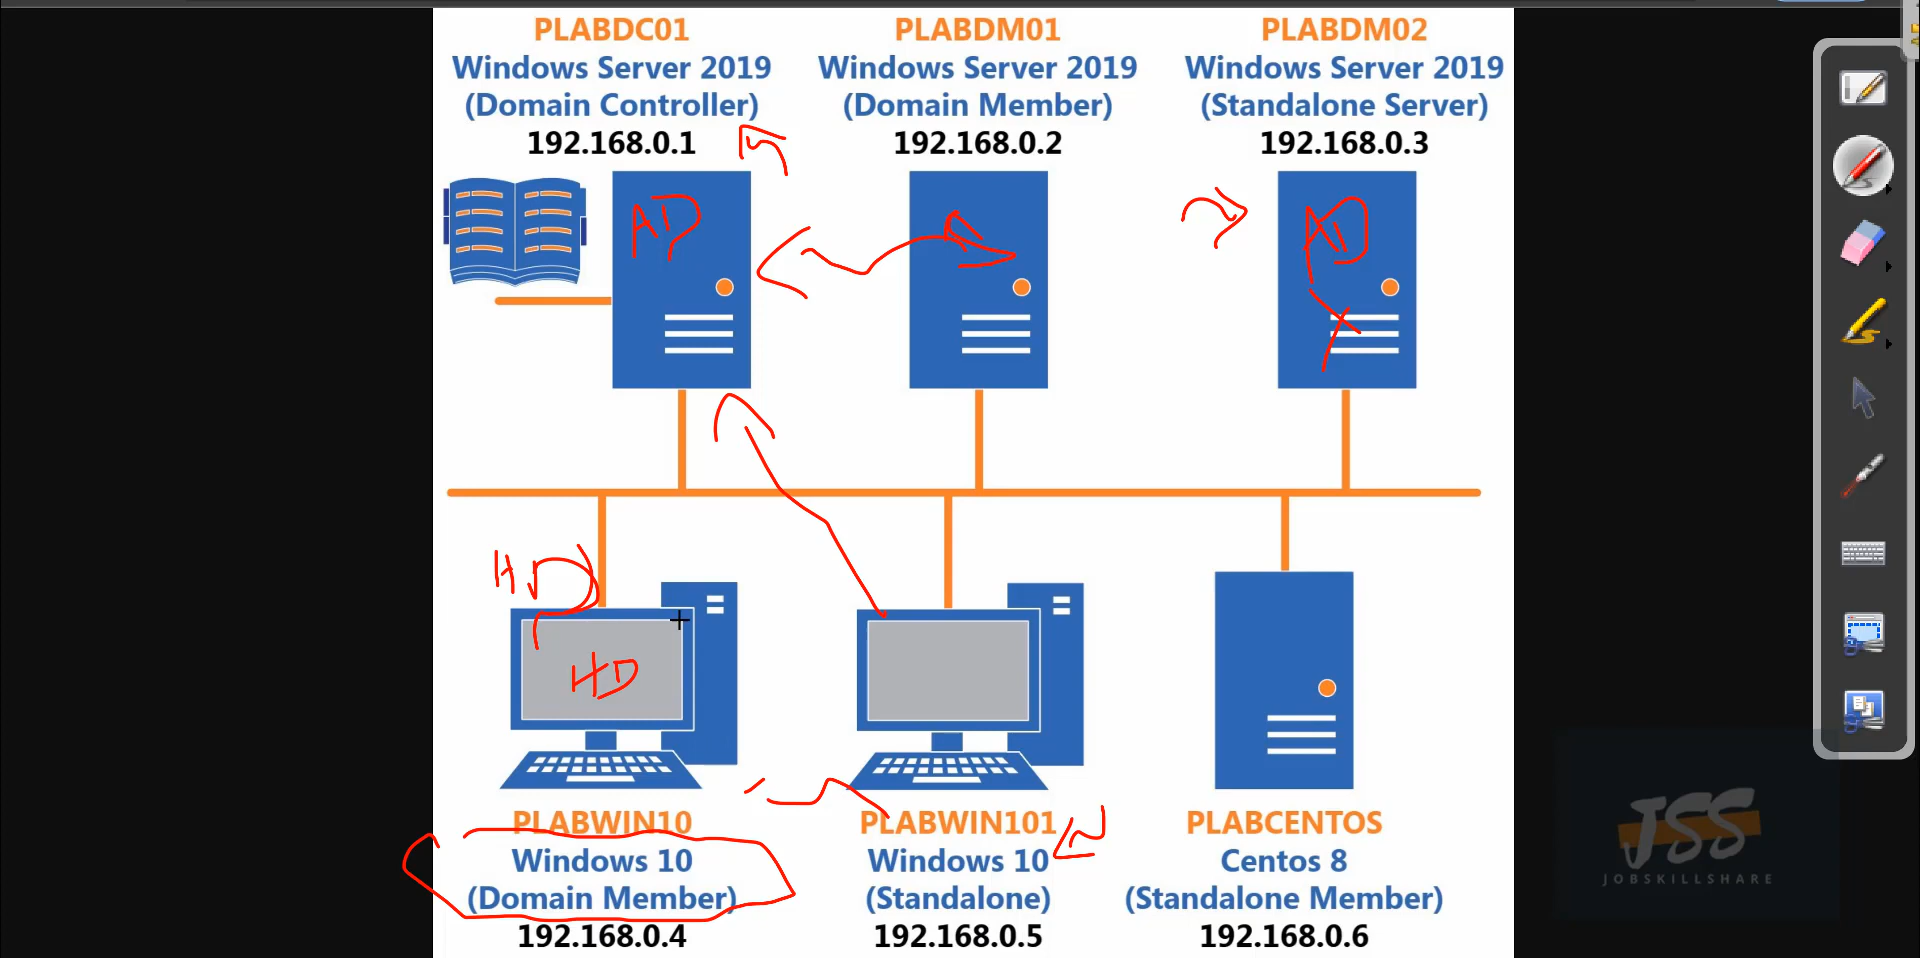 PLABDC01
Windows Server 2019
(Domain Controller)
192.168.0.1
PLABDM01
Windows Server 2019
(Domain Member)
192.168.0.2
PLABDM02
Windows Server 2019
(Standalone Server)
192.168.0.3
AD
AD
HD
HD
PLABWIN10
Windows 10
(Domain Member)
192.168.0.4
PLABWIN101
Windows 10
(Standalone)
192.168.0.5
PLABCENTOS
Centos 8
(Standalone Member)
192.168.0.6
JSS
JOBSKILLSHARE